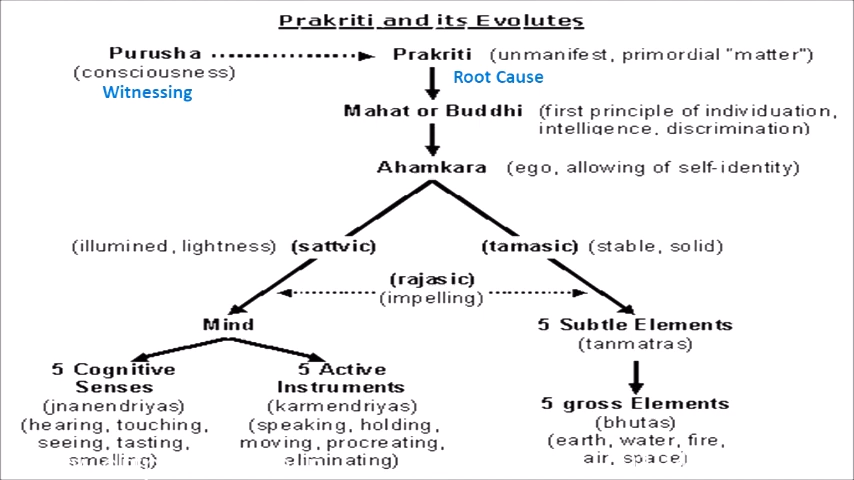 Prakriti and its Evolutes
Purusha Prakriti (unmanifest, primordial "matter")
(consciousness) Root Cause
Witnessing
Mahat or Buddhi (first principle of individuation,
intelligence, discrimination)
Ahamkara (ego, allowing of self-identity)
(illumined, lightness) (sattvic) (tamasic) (stable, solid)
(rajasic)
(impelling)
Mind
5 Subtle Elements
(tanmatras)
5 Cognitive
Senses
(jnanendriyas)
(hearing, touching,
seeing, tasting,
smelling)
5 Active
Instruments
(karmendriyas)
(speaking, holding,
moving, procreating,
eliminating)
5 gross Elements
(bhutas)
(earth, water, fire,
air, space)